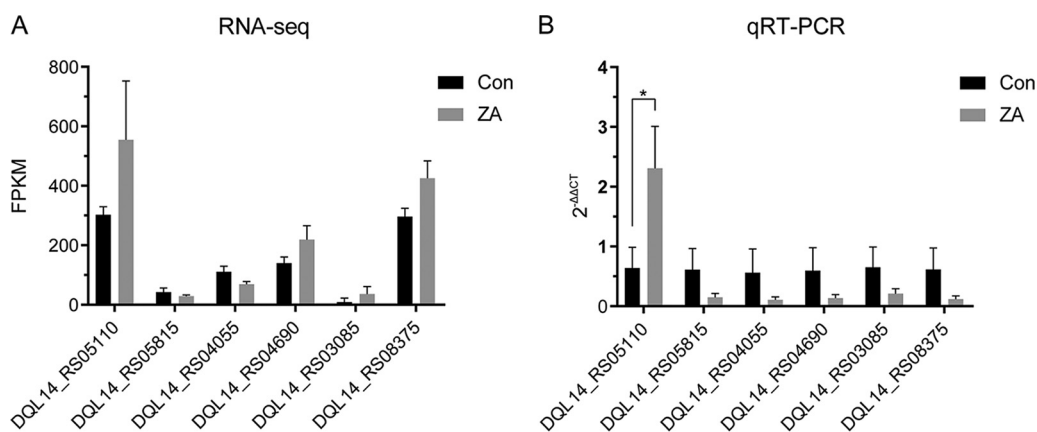 A
RNA-seq
FPKM
800
600
400
200
0
Con
ZA
DQL14_RS05110
DQL14_RS05815
DQL14_RS04055
DQL14_RS04690
DQL14_RS03085
DQL14_RS08375
B
qRT-PCR
2^-ΔΔCT
4
3
2
1
0
*
Con
ZA
DQL14_RS05110
DQL14_RS05815
DQL14_RS04055
DQL14_RS04690
DQL14_RS03085
DQL14_RS08375